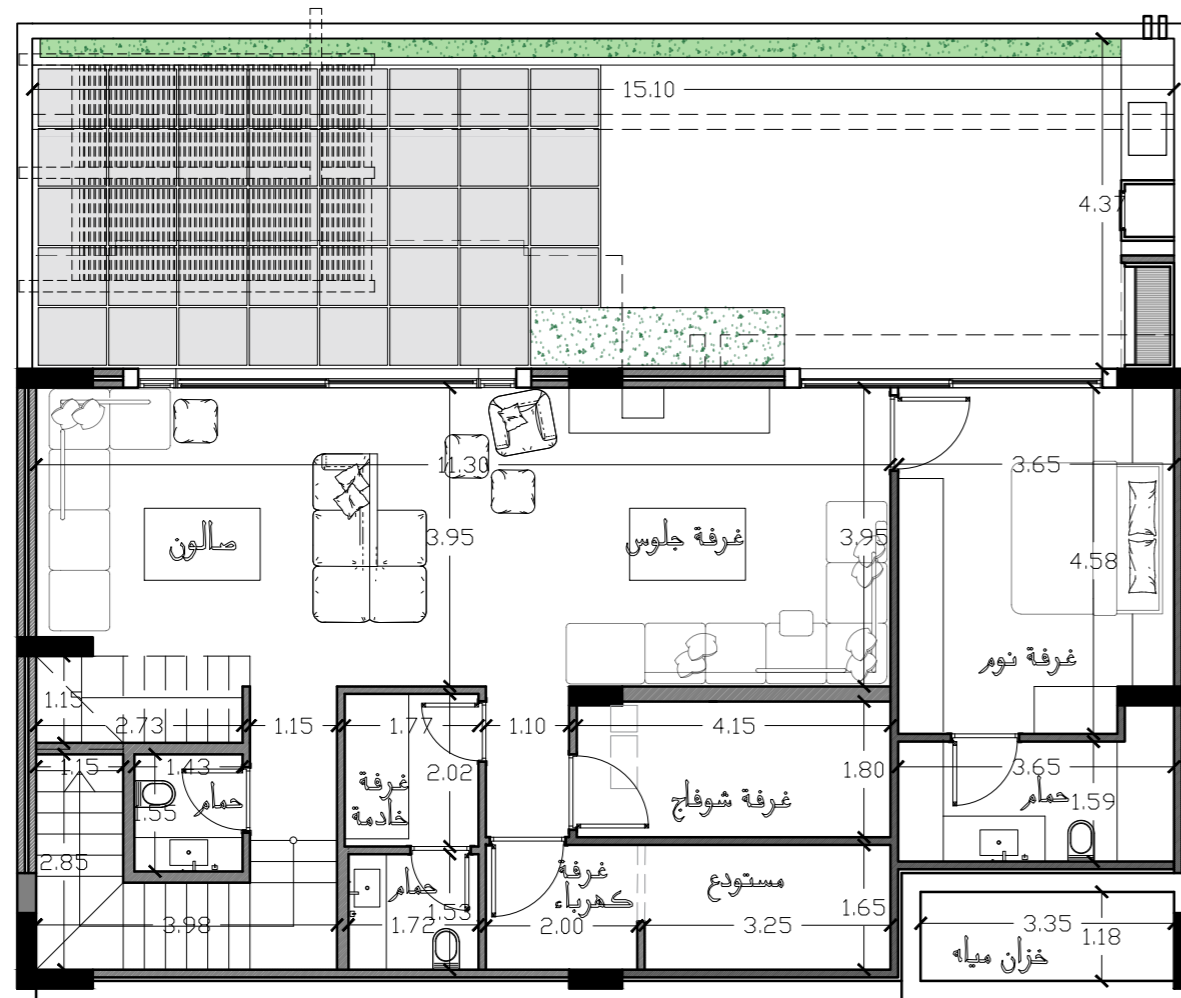 15.10
4.37
11.30
3.65
صالون
3.95
غرفة جلوس
3.95
4.58
غرفة نوم
1.15
2.73
1.15
1.77
1.10
4.15
1.15
1.43
2.02
1.80
3.65
غرفة
خادمة
غرفة شوفاج
حمام
1.55
حمام
1.59
2.85
غرفة
كهرباء
مستودع
حمام
1.53
1.65
3.98
1.72
2.00
3.25
3.35
1.18
خزان مياه